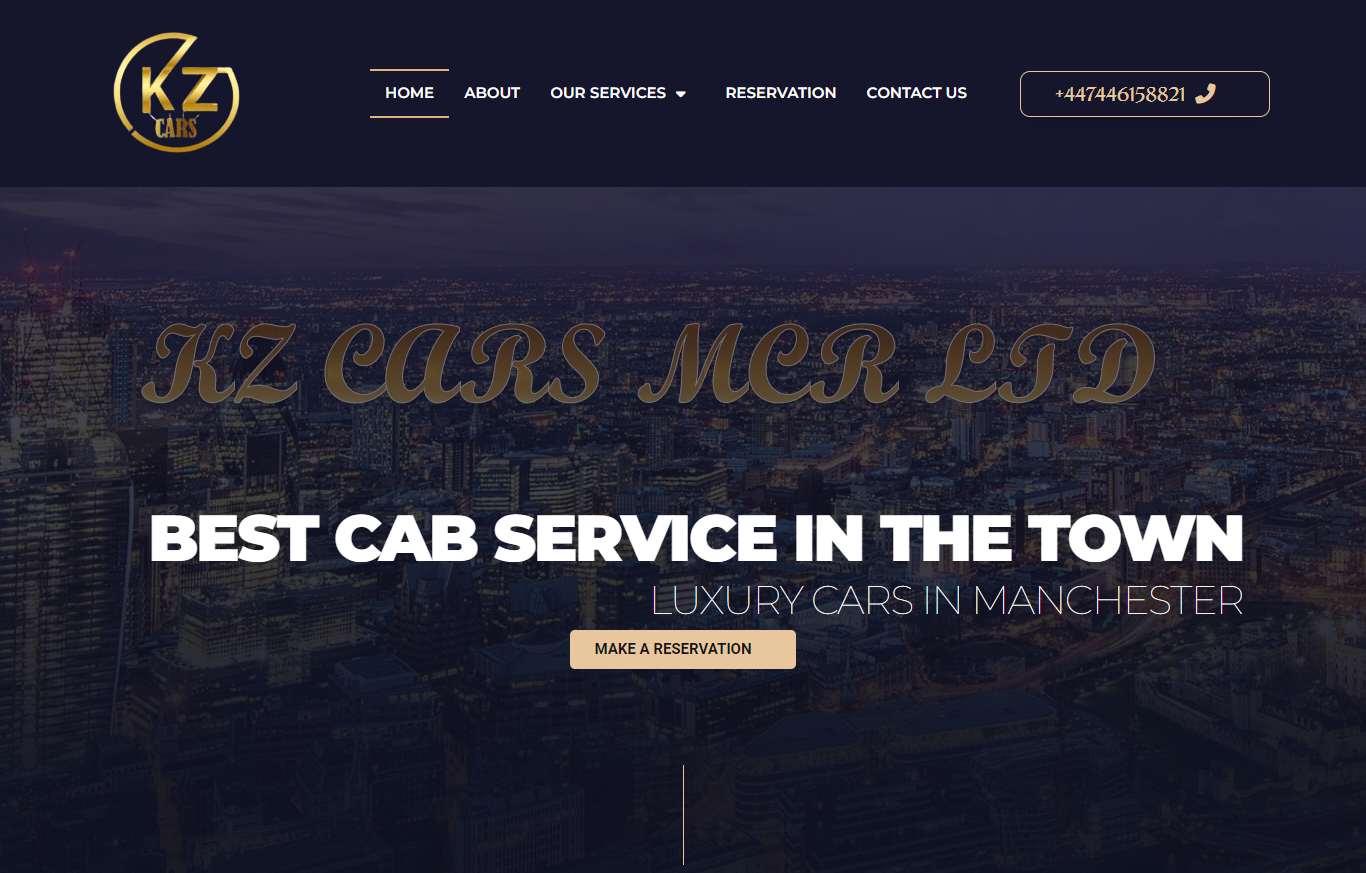 KZ
CARS
HOME
ABOUT
OUR SERVICES
RESERVATION
CONTACT US
+447446158821
KZ CARS MCR LTD
BEST CAB SERVICE IN THE TOWN
LUXURY CARS IN MANCHESTER
MAKE A RESERVATION